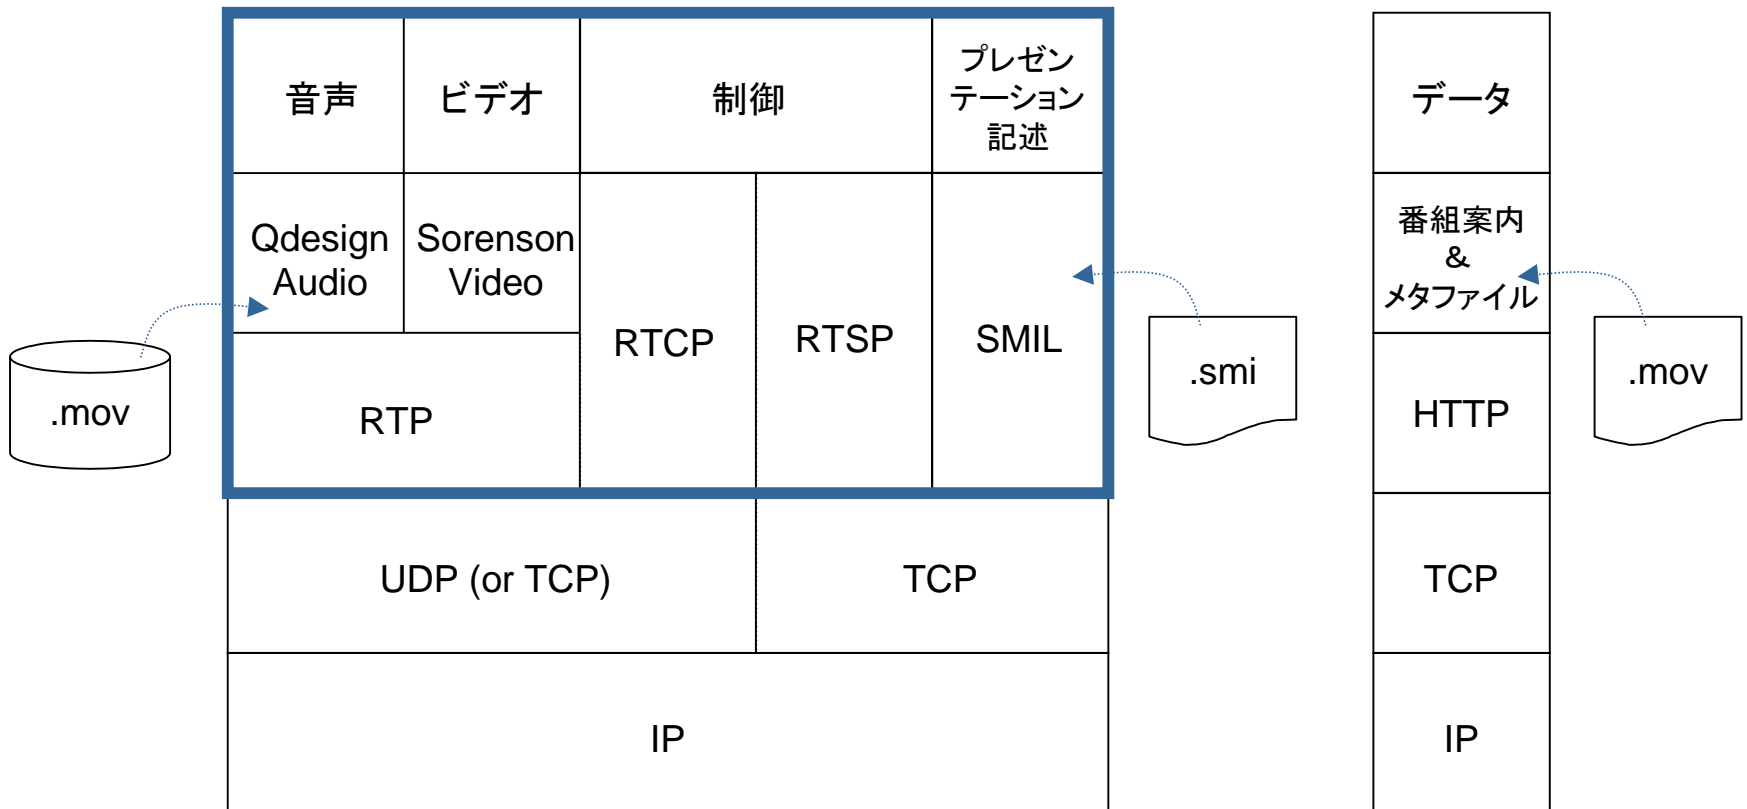 音声
ビデオ
制御
プレゼン
テーション
記述
データ
Qdesign
Audio
Sorenson
Video
RTCP
RTSP
SMIL
番組案内
&
メタファイル
.mov
RTP
.smi
HTTP
.mov
UDP (or TCP)
TCP
TCP
IP
IP